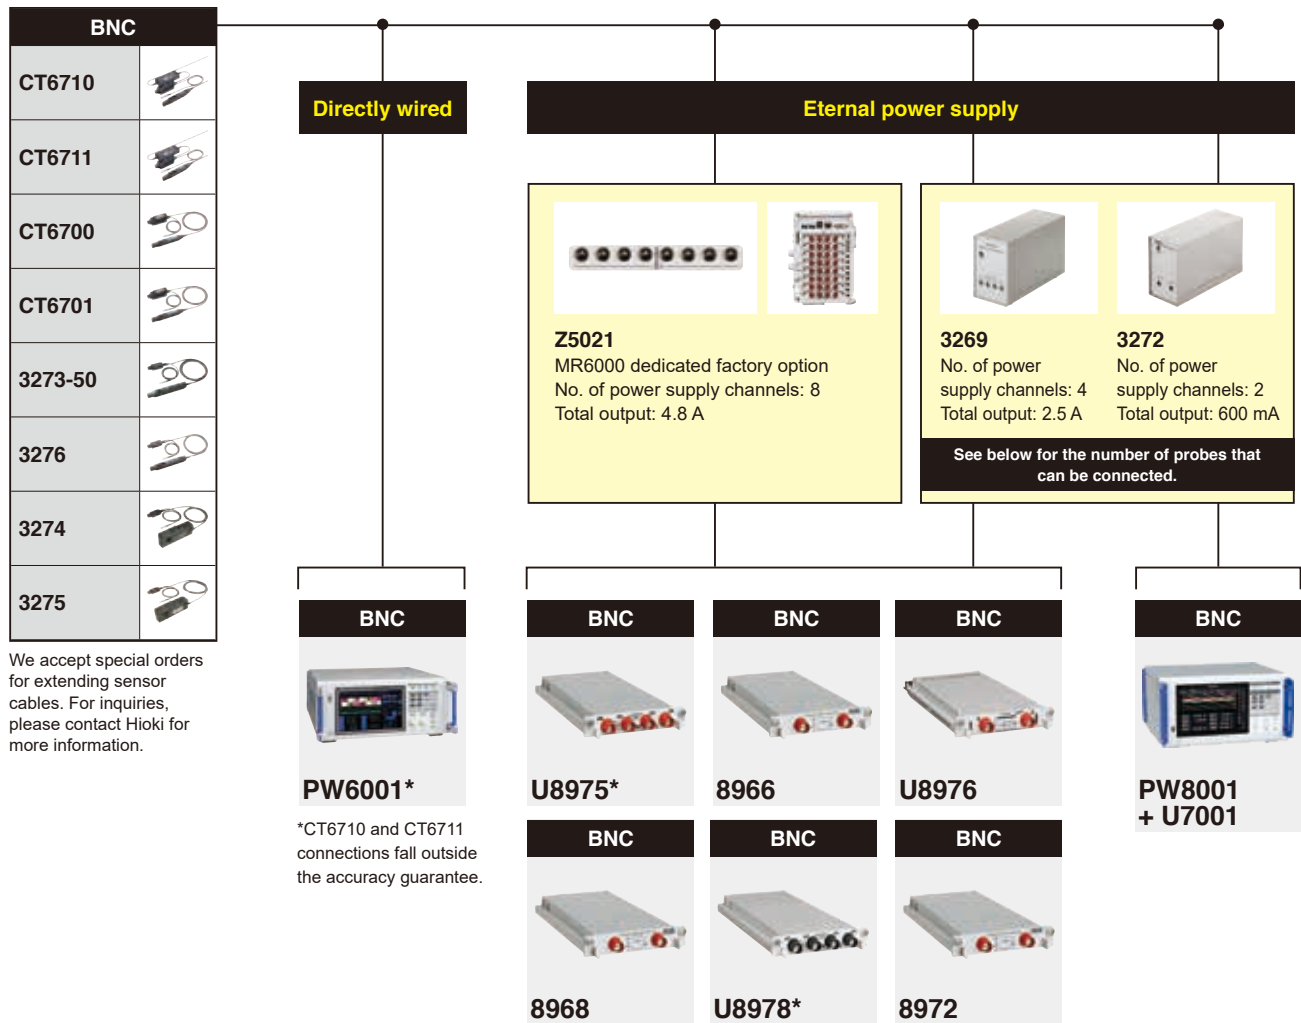 BNC
CT6710
CT6711
CT6700
CT6701
3273-50
3276
3274
3275
We accept special orders
for extending sensor
cables. For inquiries,
please contact Hioki for
more information.
Directly wired
Eternal power supply
Z5021
MR6000 dedicated factory option
No. of power supply channels: 8
Total output: 4.8 A
3269
No. of power
supply channels: 4
Total output: 2.5 A
3272
No. of power
supply channels: 2
Total output: 600 mA
See below for the number of probes that
can be connected.
BNC
PW6001*
*CT6710 and CT6711
connections fall outside
the accuracy guarantee.
BNC
U8975*
BNC
8966
BNC
U8976
BNC
8968
BNC
U8978*
BNC
8972
BNC
PW8001
+ U7001